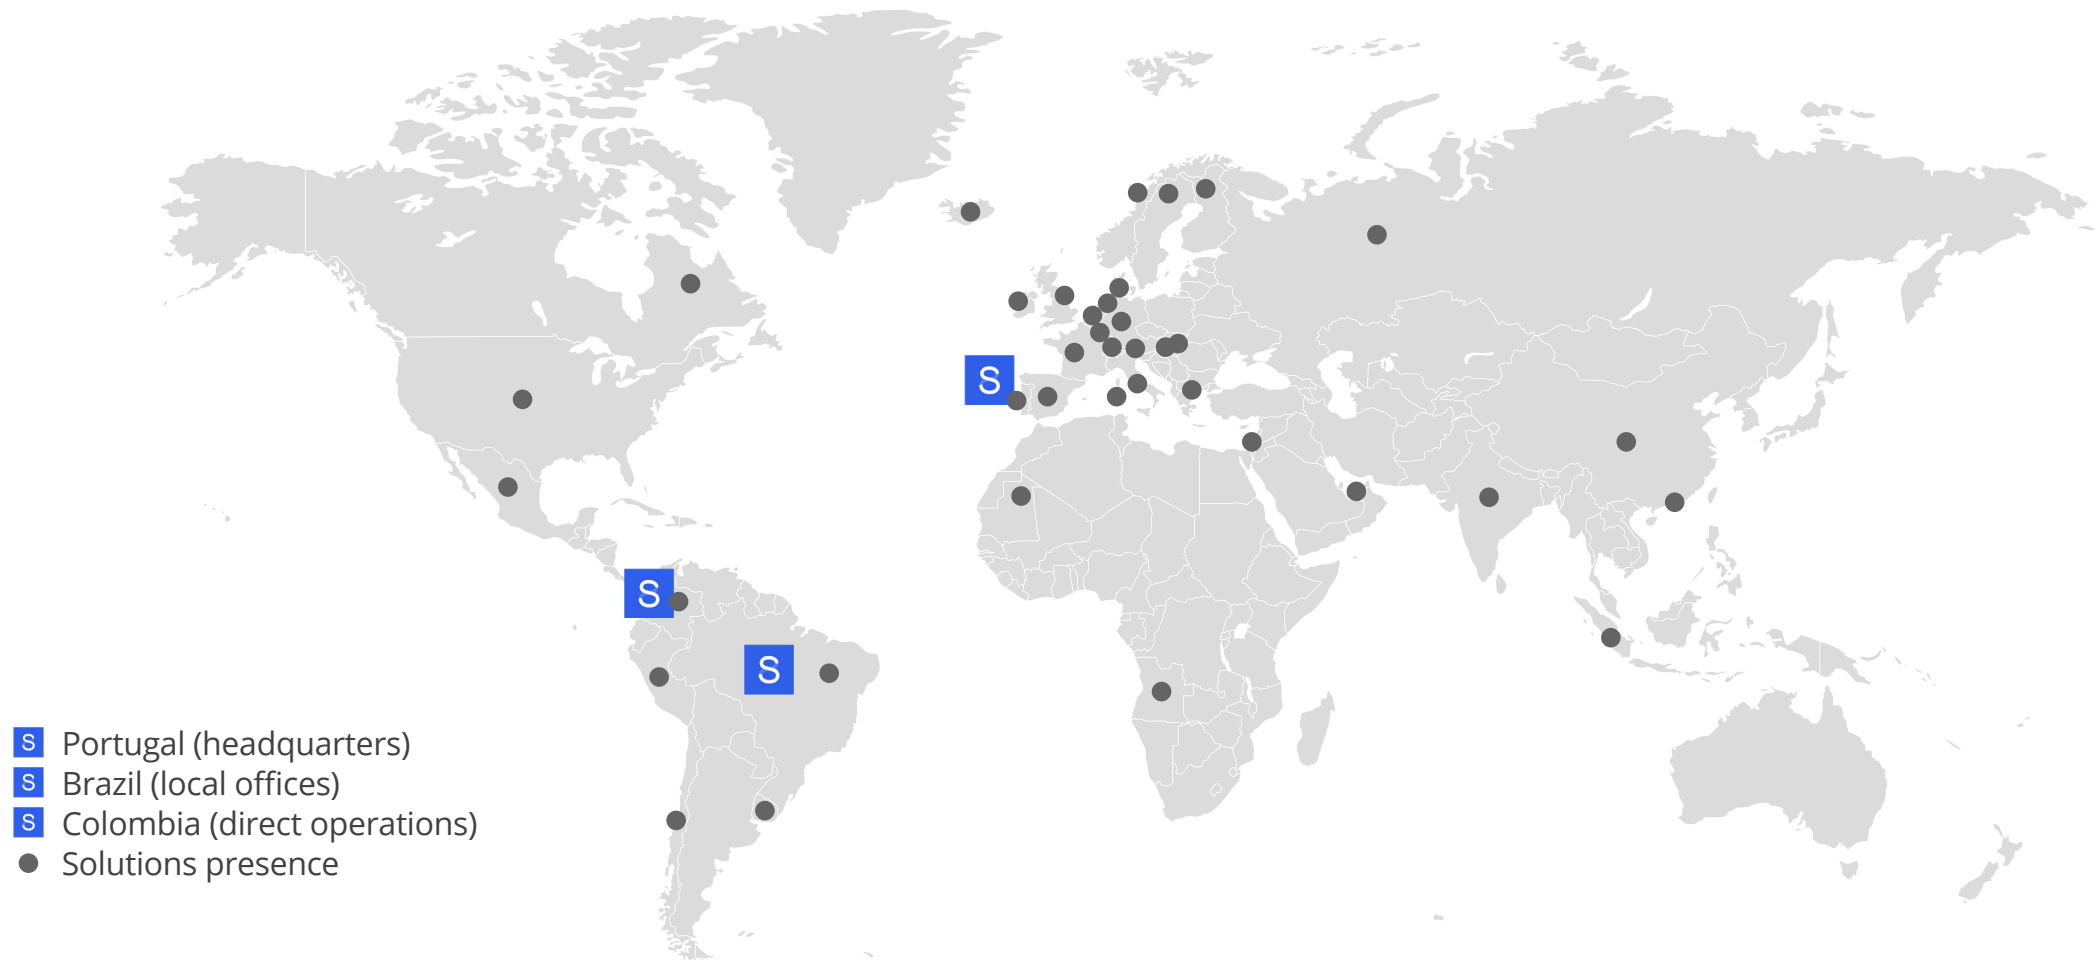 S
S
S
S Portugal (headquarters)
S Brazil (local offices)
S Colombia (direct operations)
Solutions presence